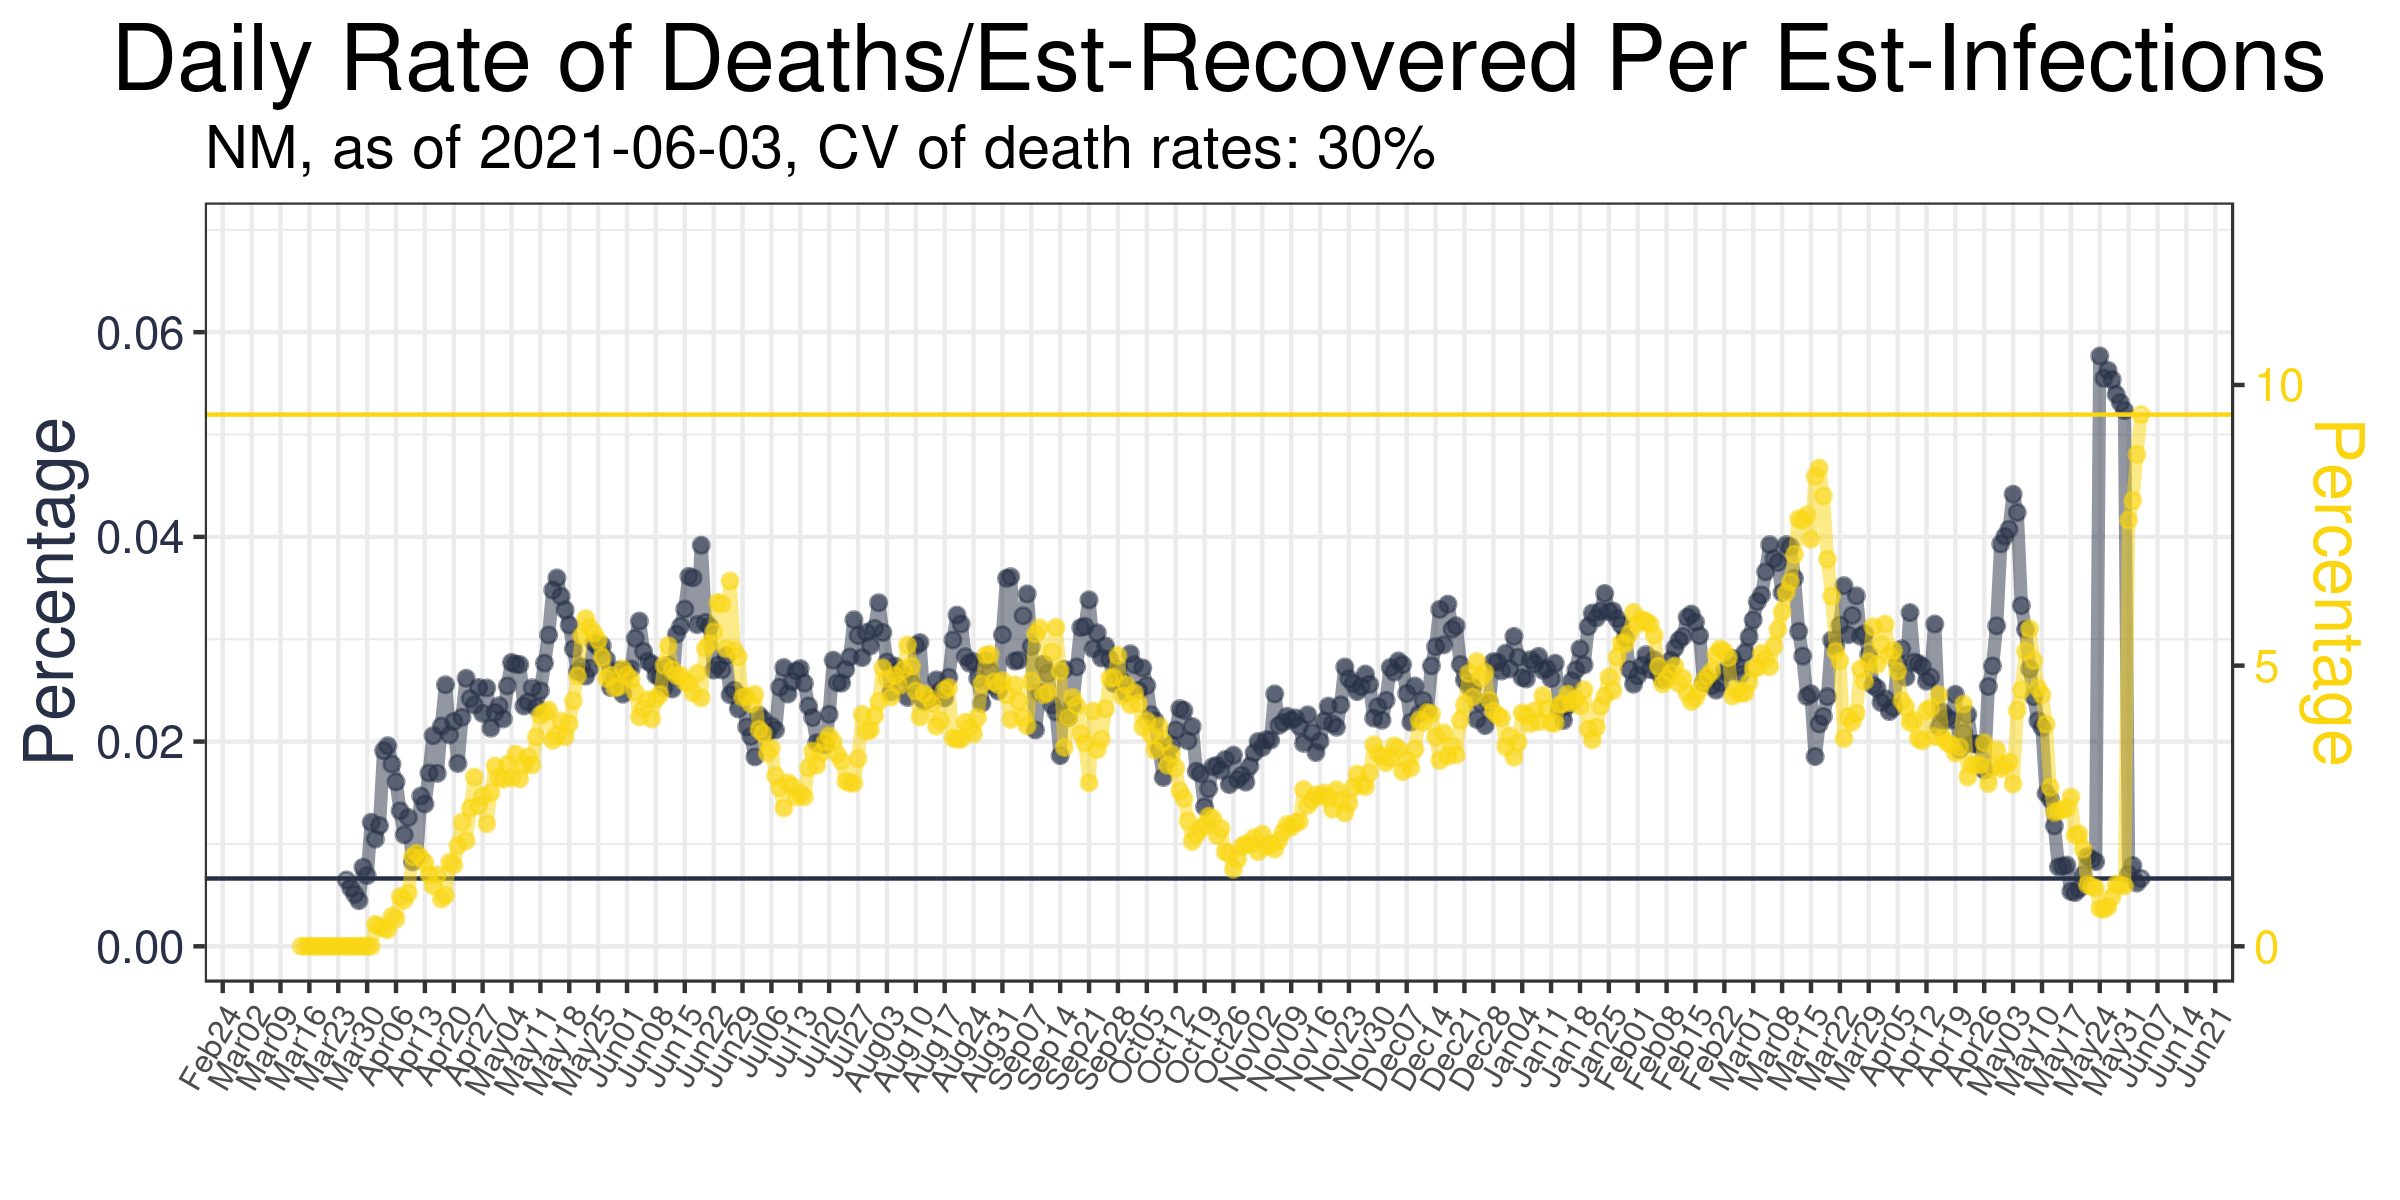 Daily Rate of Deaths/Est-Recovered Per Est-Infections
NM, as of 2021-06-03, CV of death rates: 30%
Percentage
0.06
0.04
0.02
0.00
10
5
0
Percentage
Feb24
Mar02
Mar09
Mar16
Mar23
Mar30
Apr06
Apr13
Apr20
Apr27
May04
May11
May18
May25
Jun01
Jun08
Jun15
Jun22
Jun29
Jul06
Jul13
Jul20
Jul27
Aug03
Aug10
Aug17
Aug24
Aug31
Sep07
Sep14
Sep21
Sep28
Oct05
Oct12
Oct19
Oct26
Nov02
Nov09
Nov16
Nov23
Nov30
Dec07
Dec14
Dec21
Dec28
Jan04
Jan11
Jan18
Jan25
Feb01
Feb08
Feb15
Feb22
Mar01
Mar08
Mar15
Mar22
Mar29
Apr05
Apr12
Apr19
Apr26
May03
May10
May17
May24
May31
Jun07
Jun14
Jun21